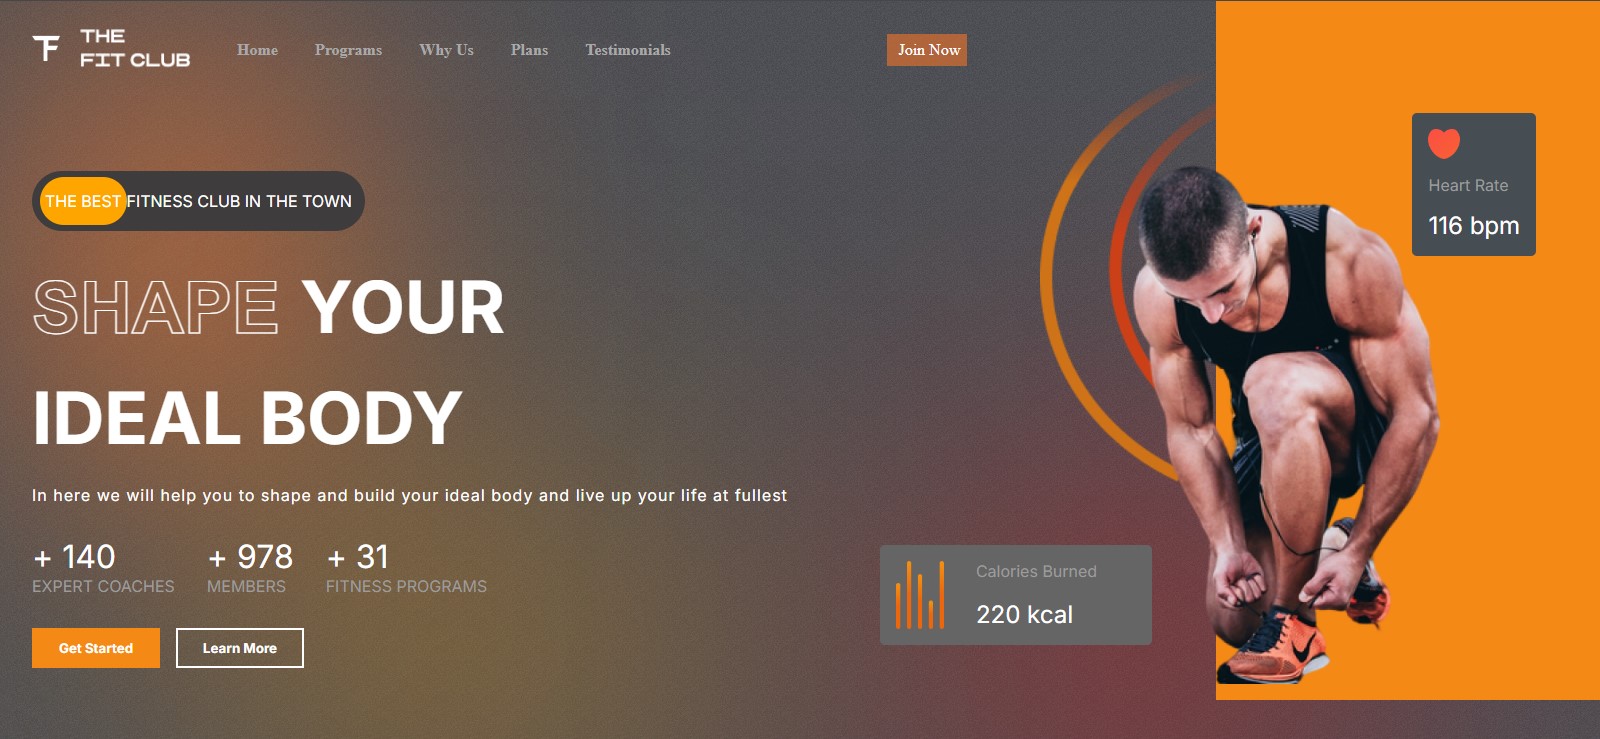 THE
FIT CLUB
Home Programs Why Us Plans Testimonials
Join Now
THE BEST FITNESS CLUB IN THE TOWN
SHAPE YOUR
IDEAL BODY
In here we will help you to shape and build your ideal body and live up your life at fullest
+ 140 + 978 + 31
EXPERT COACHES MEMBERS FITNESS PROGRAMS
Get Started Learn More
Heart Rate
116 bpm
Calories Burned
220 kcal